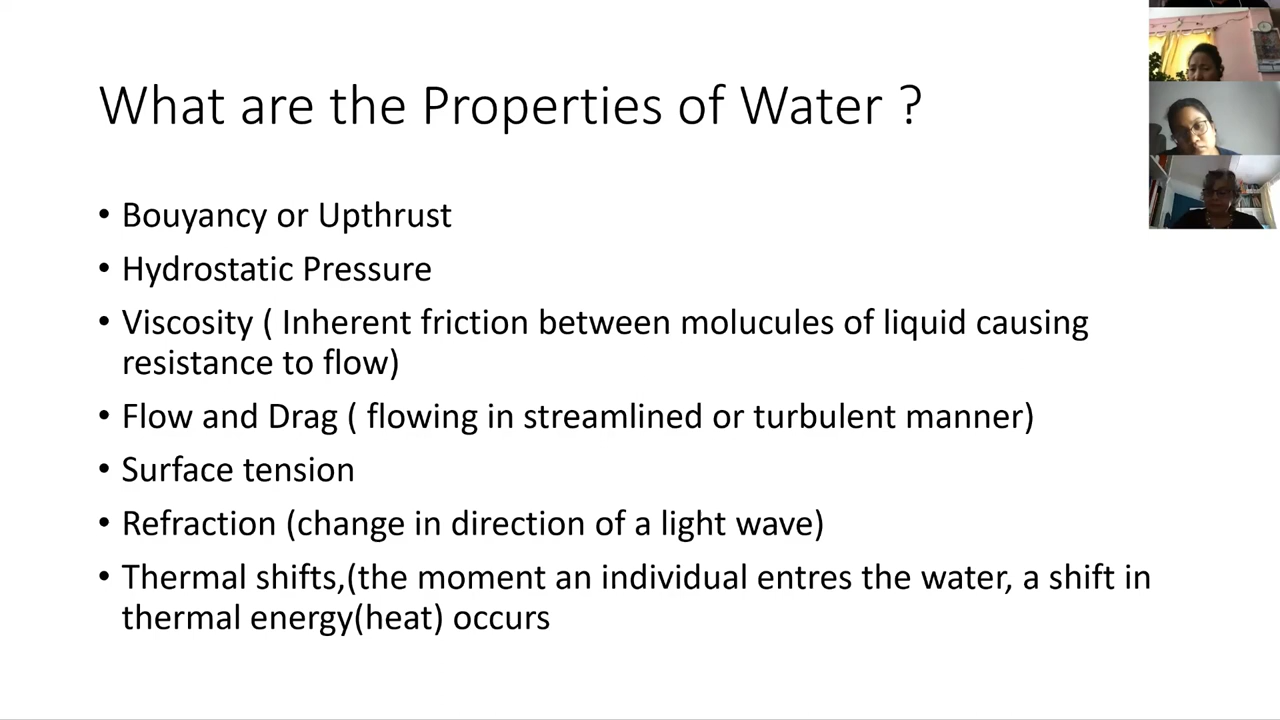 What are the Properties of Water ?
• Bouyancy or Upthrust
• Hydrostatic Pressure
• Viscosity ( Inherent friction between molucules of liquid causing
resistance to flow)
• Flow and Drag ( flowing in streamlined or turbulent manner)
• Surface tension
• Refraction (change in direction of a light wave)
• Thermal shifts,(the moment an individual entres the water, a shift in
thermal energy(heat) occurs